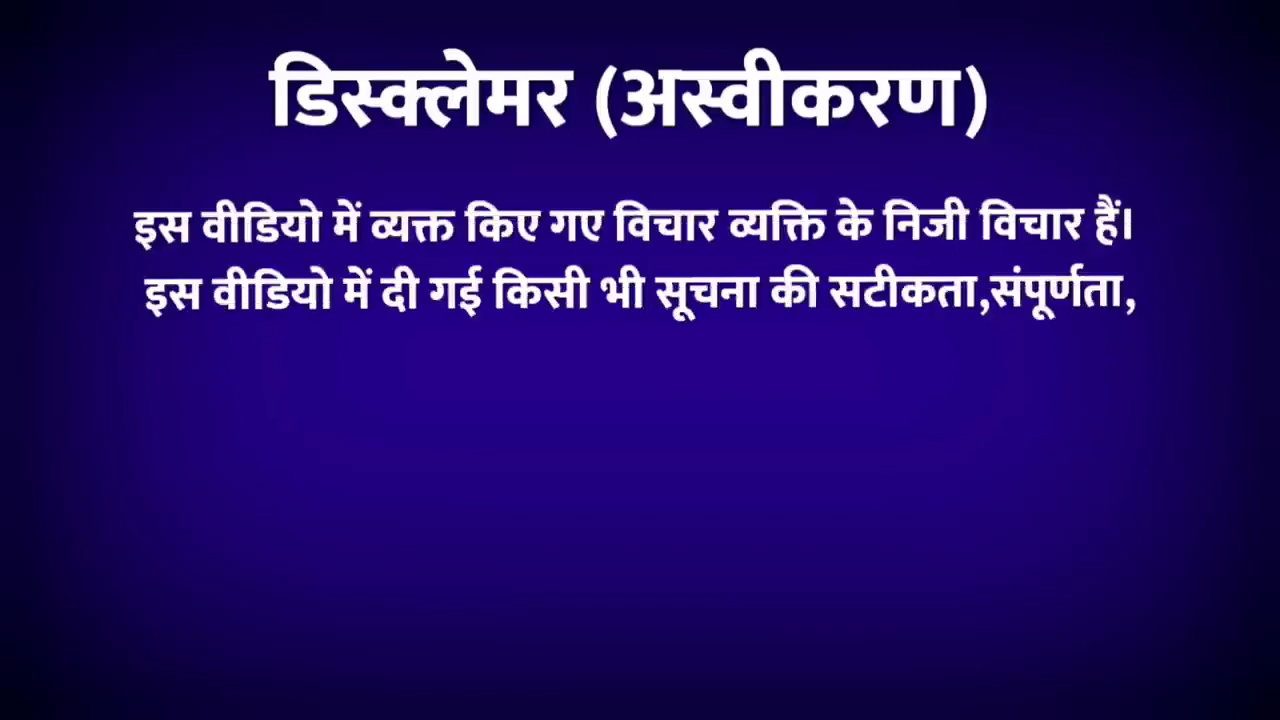 डिस्क्लेमर (अस्वीकरण)
इस वीडियो में व्यक्त किए गए विचार व्यक्ति के निजी विचार हैं।
इस वीडियो में दी गई किसी भी सूचना की सटीकता,संपूर्णता,